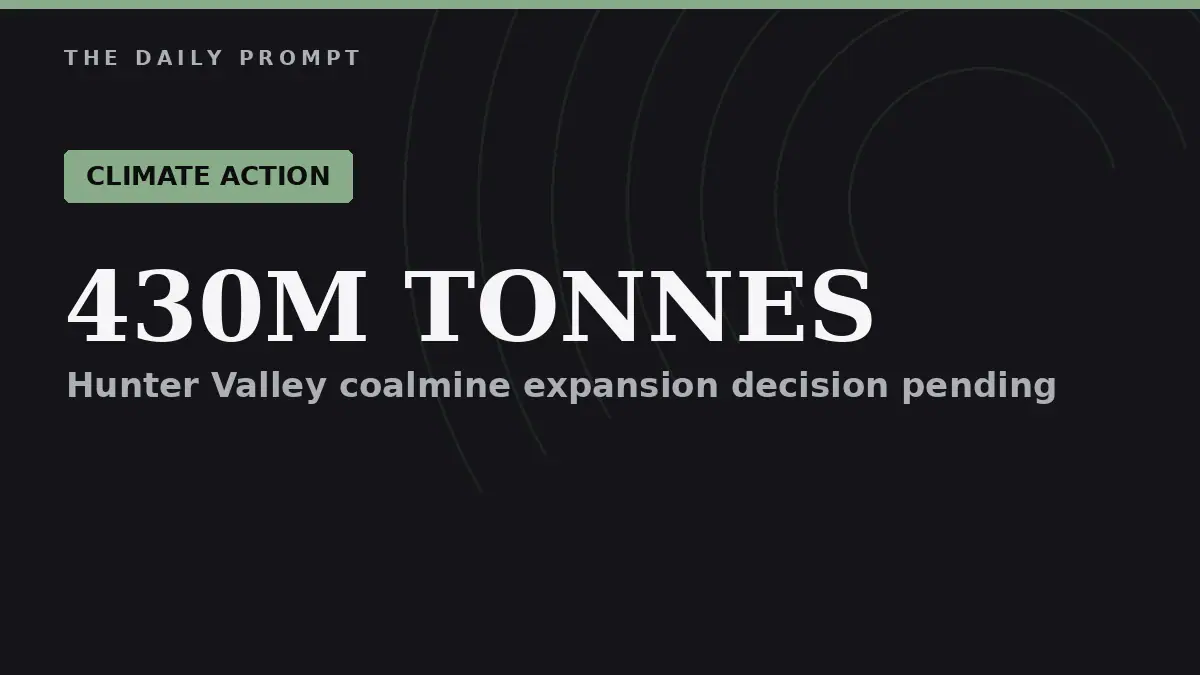 THE DAILY PROMPT
CLIMATE ACTION
430M TONNES
Hunter Valley coalmine expansion decision pending